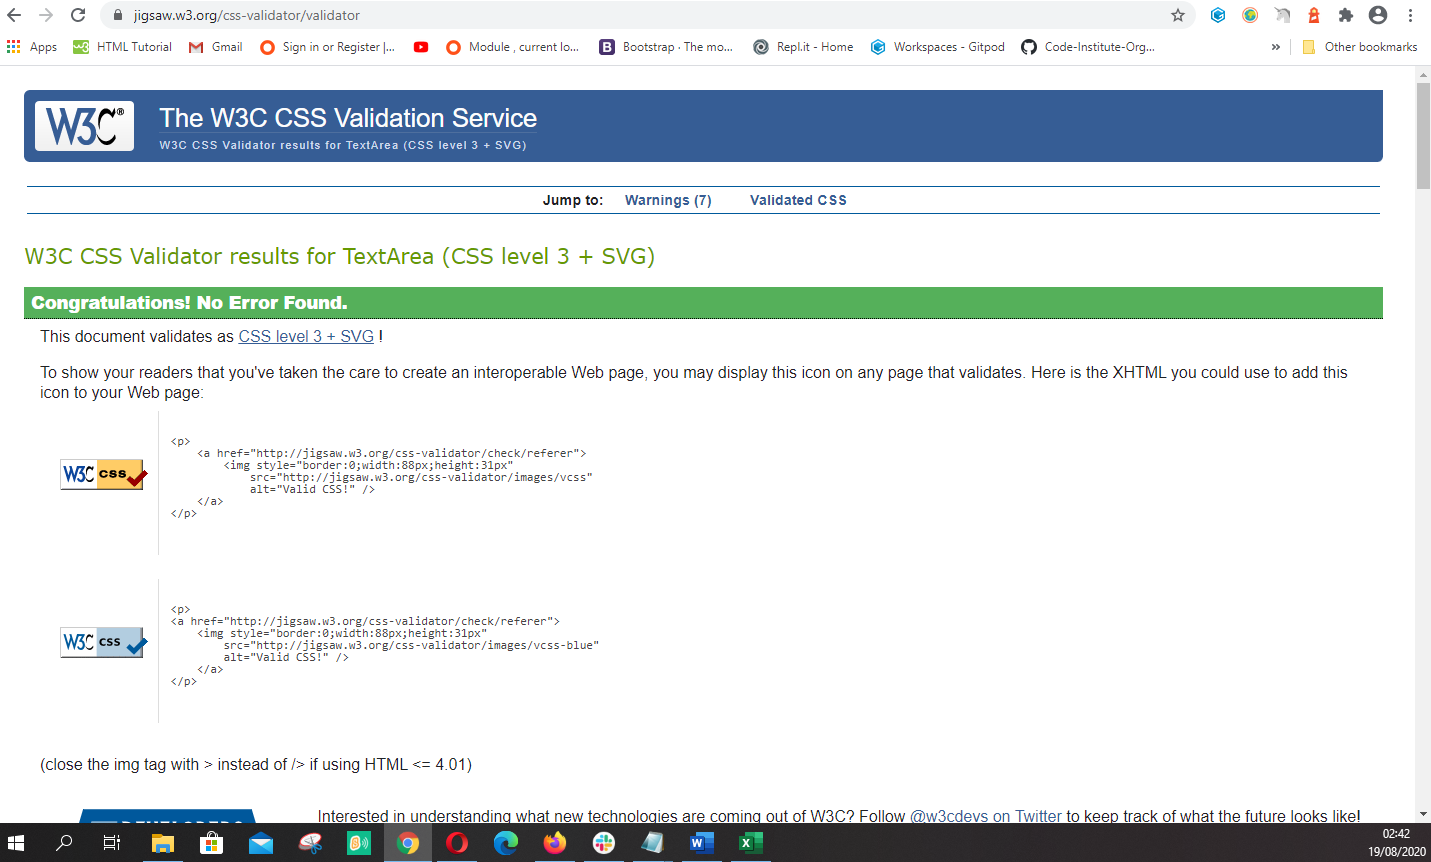 jigsaw.w3.org/css-validator/validator
Apps HTML Tutorial Gmail Sign in or Register |... Module , current lo... Bootstrap · The mo... Repl.it - Home Workspaces - Gitpod Code-Institute-Org... » Other bookmarks
W3C®
The W3C CSS Validation Service
W3C CSS Validator results for TextArea (CSS level 3 + SVG)
Jump to: Warnings (7) Validated CSS
W3C CSS Validator results for TextArea (CSS level 3 + SVG)
Congratulations! No Error Found.
This document validates as CSS level 3 + SVG !
To show your readers that you've taken the care to create an interoperable Web page, you may display this icon on any page that validates. Here is the XHTML you could use to add this
icon to your Web page:
W3C css
<p>
<a href="http://jigsaw.w3.org/css-validator/check/referer">
<img style="border:0;width:88px;height:31px"
src="http://jigsaw.w3.org/css-validator/images/vcss"
alt="Valid CSS!" />
</a>
</p>
W3C css
<p>
<a href="http://jigsaw.w3.org/css-validator/check/referer">
<img style="border:0;width:88px;height:31px"
src="http://jigsaw.w3.org/css-validator/images/vcss-blue"
alt="Valid CSS!" />
</a>
</p>
(close the img tag with > instead of /> if using HTML <= 4.01)
Interested in understanding what new technologies are coming out of W3C? Follow @w3cdevs on Twitter to keep track of what the future looks like!
02:42
19/08/2020